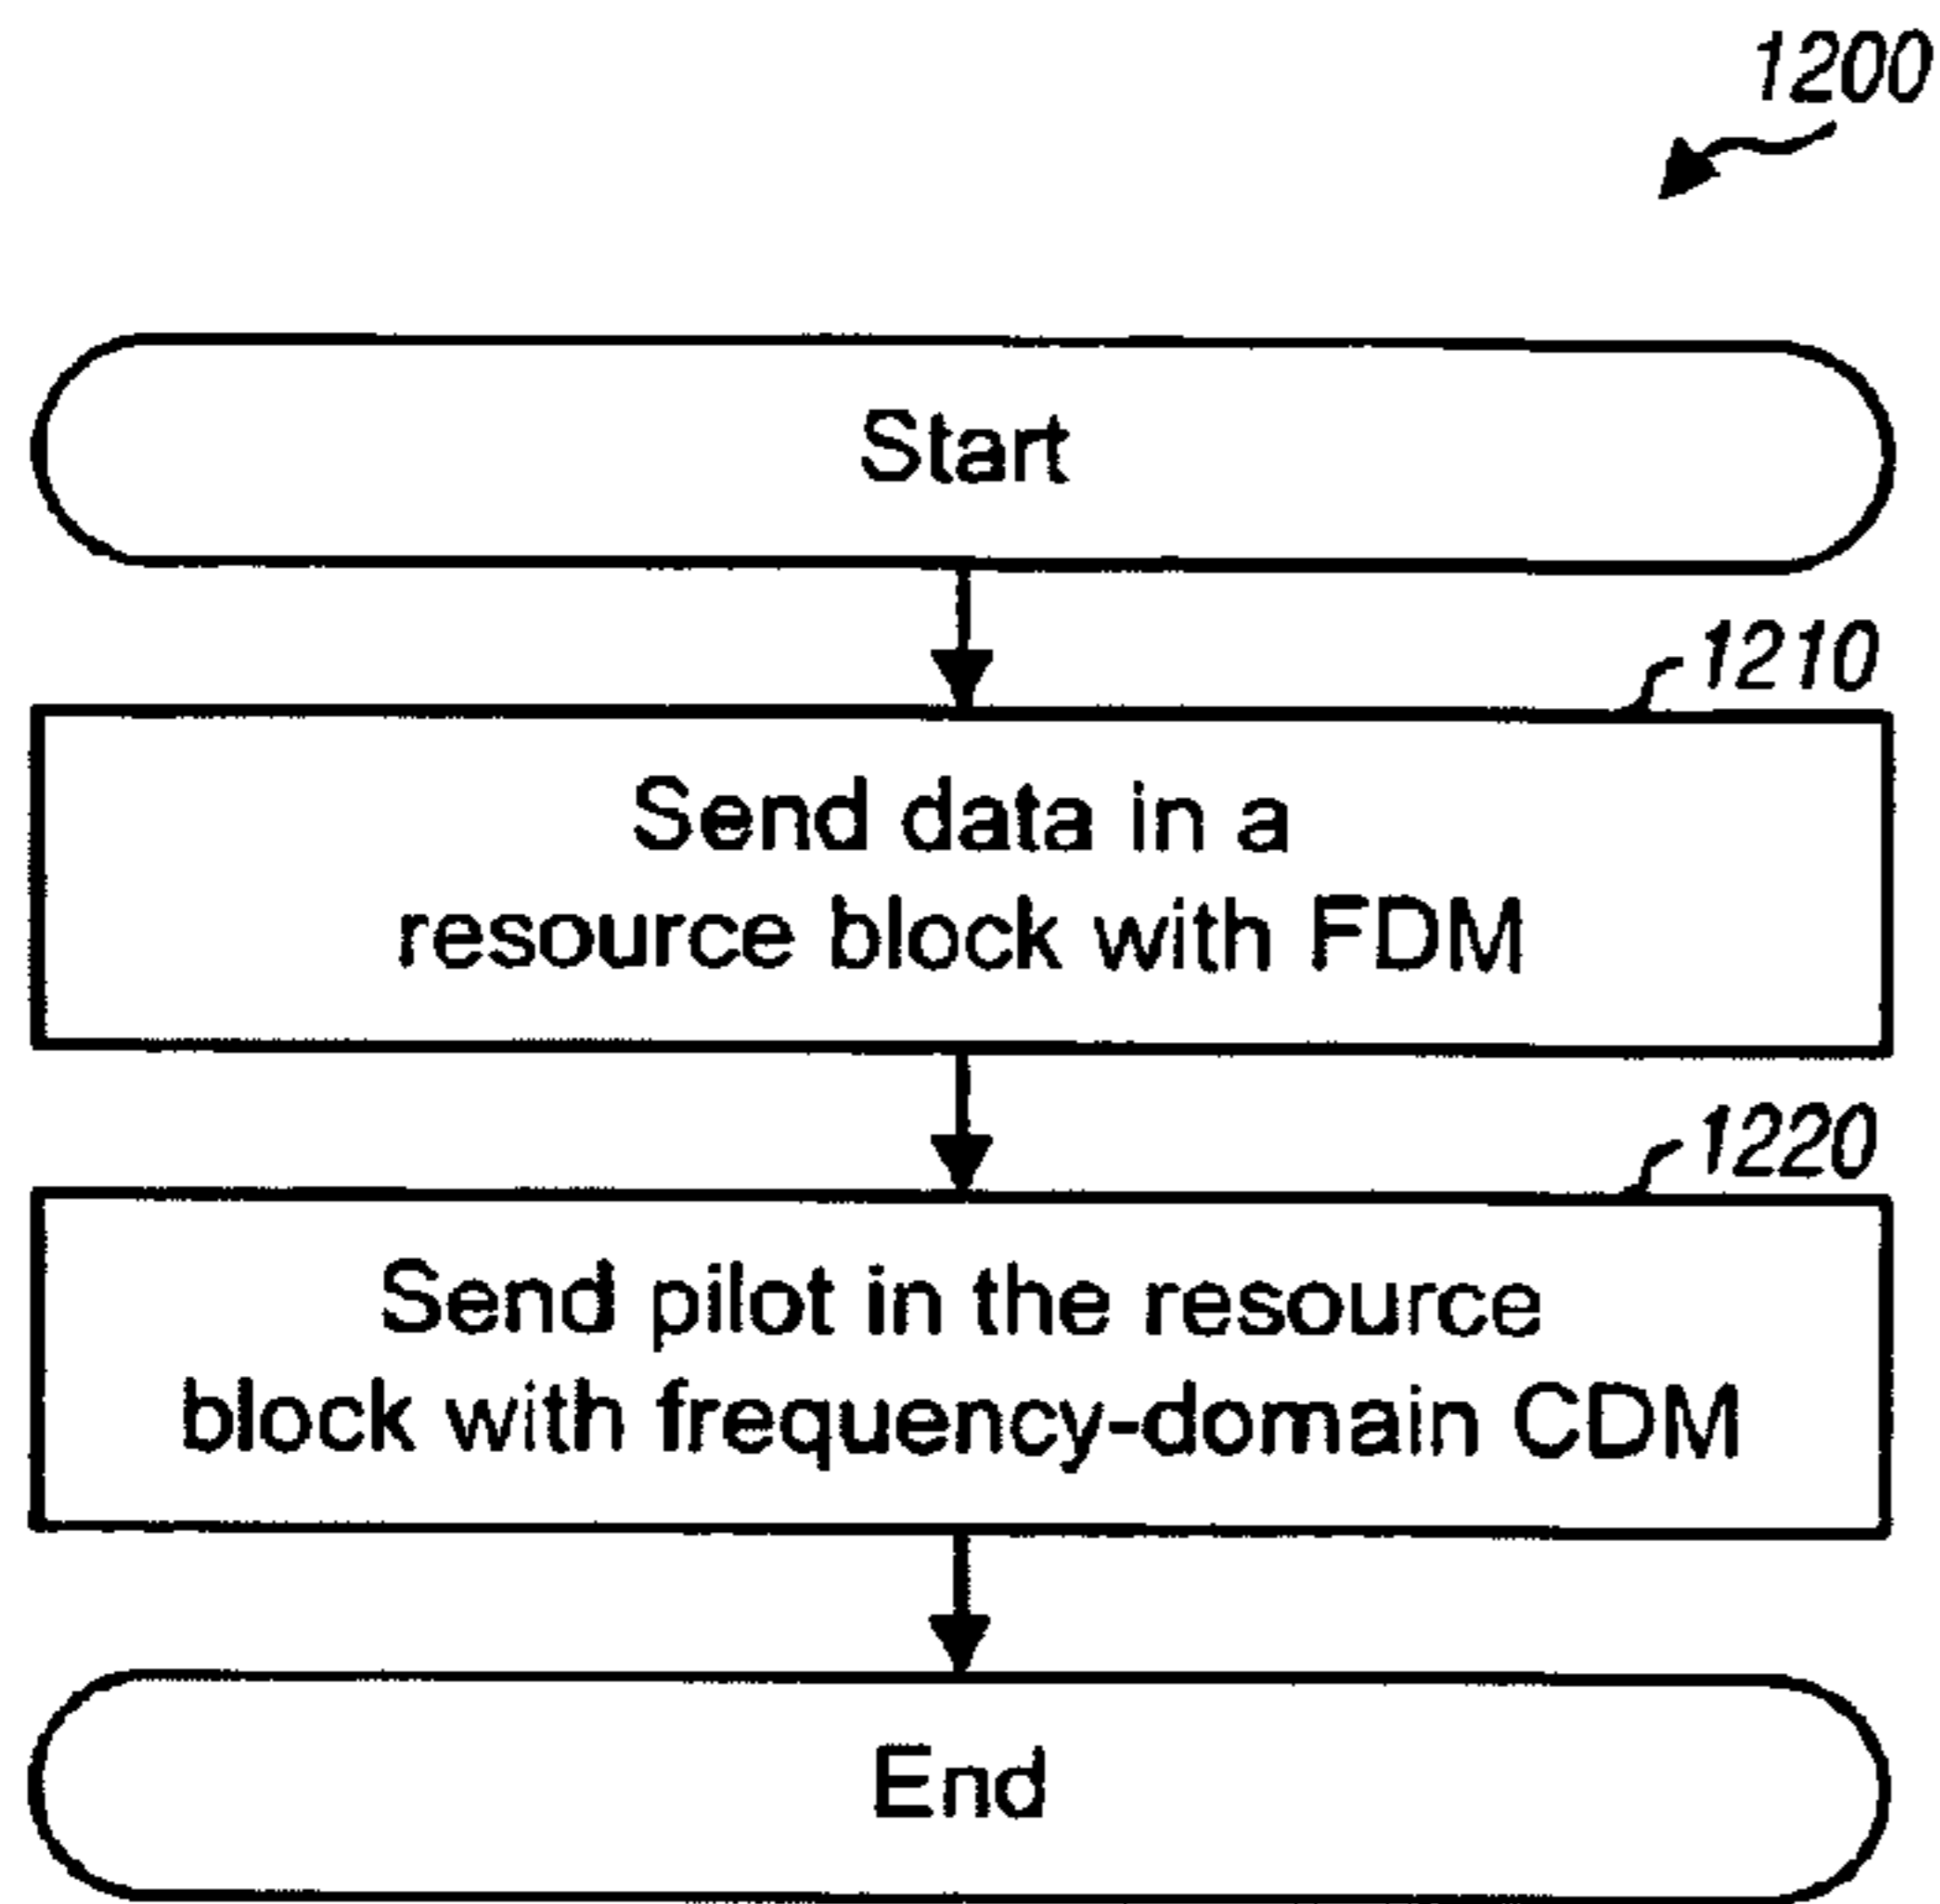 1200
Start
1210
Send data in a
resource block with FDM
1220
Send pilot in the resource
block with frequency-domain CDM
End